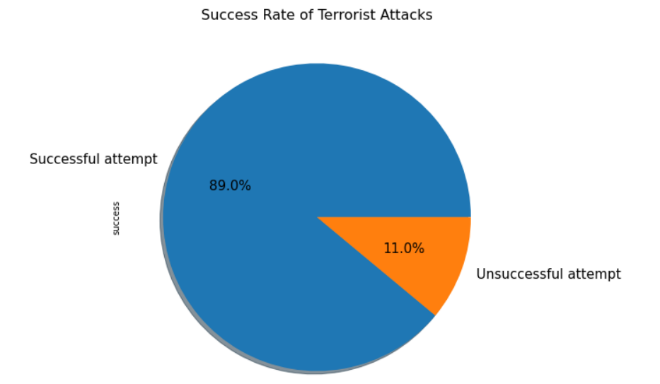 Success Rate of Terrorist Attacks
Successful attempt
89.0%
success
11.0%
Unsuccessful attempt